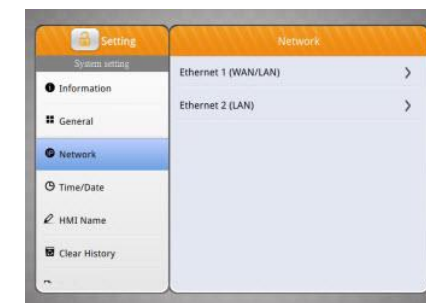 Setting
Network
System setting
Information
General
Network
Time/Date
HMI Name
Clear History
Ethernet 1 (WAN/LAN)
Ethernet 2 (LAN)